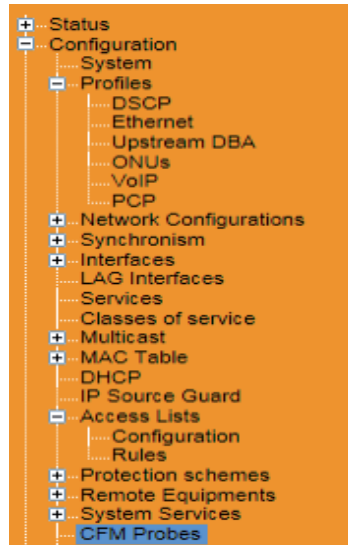 Status
Configuration
System
Profiles
DSCP
Ethernet
Upstream DBA
ONUs
VoIP
PCP
Network Configurations
Synchronism
Interfaces
LAG Interfaces
Services
Classes of service
Multicast
MAC Table
DHCP
IP Source Guard
Access Lists
Configuration
Rules
Protection schemes
Remote Equipments
System Services
CFM Probes